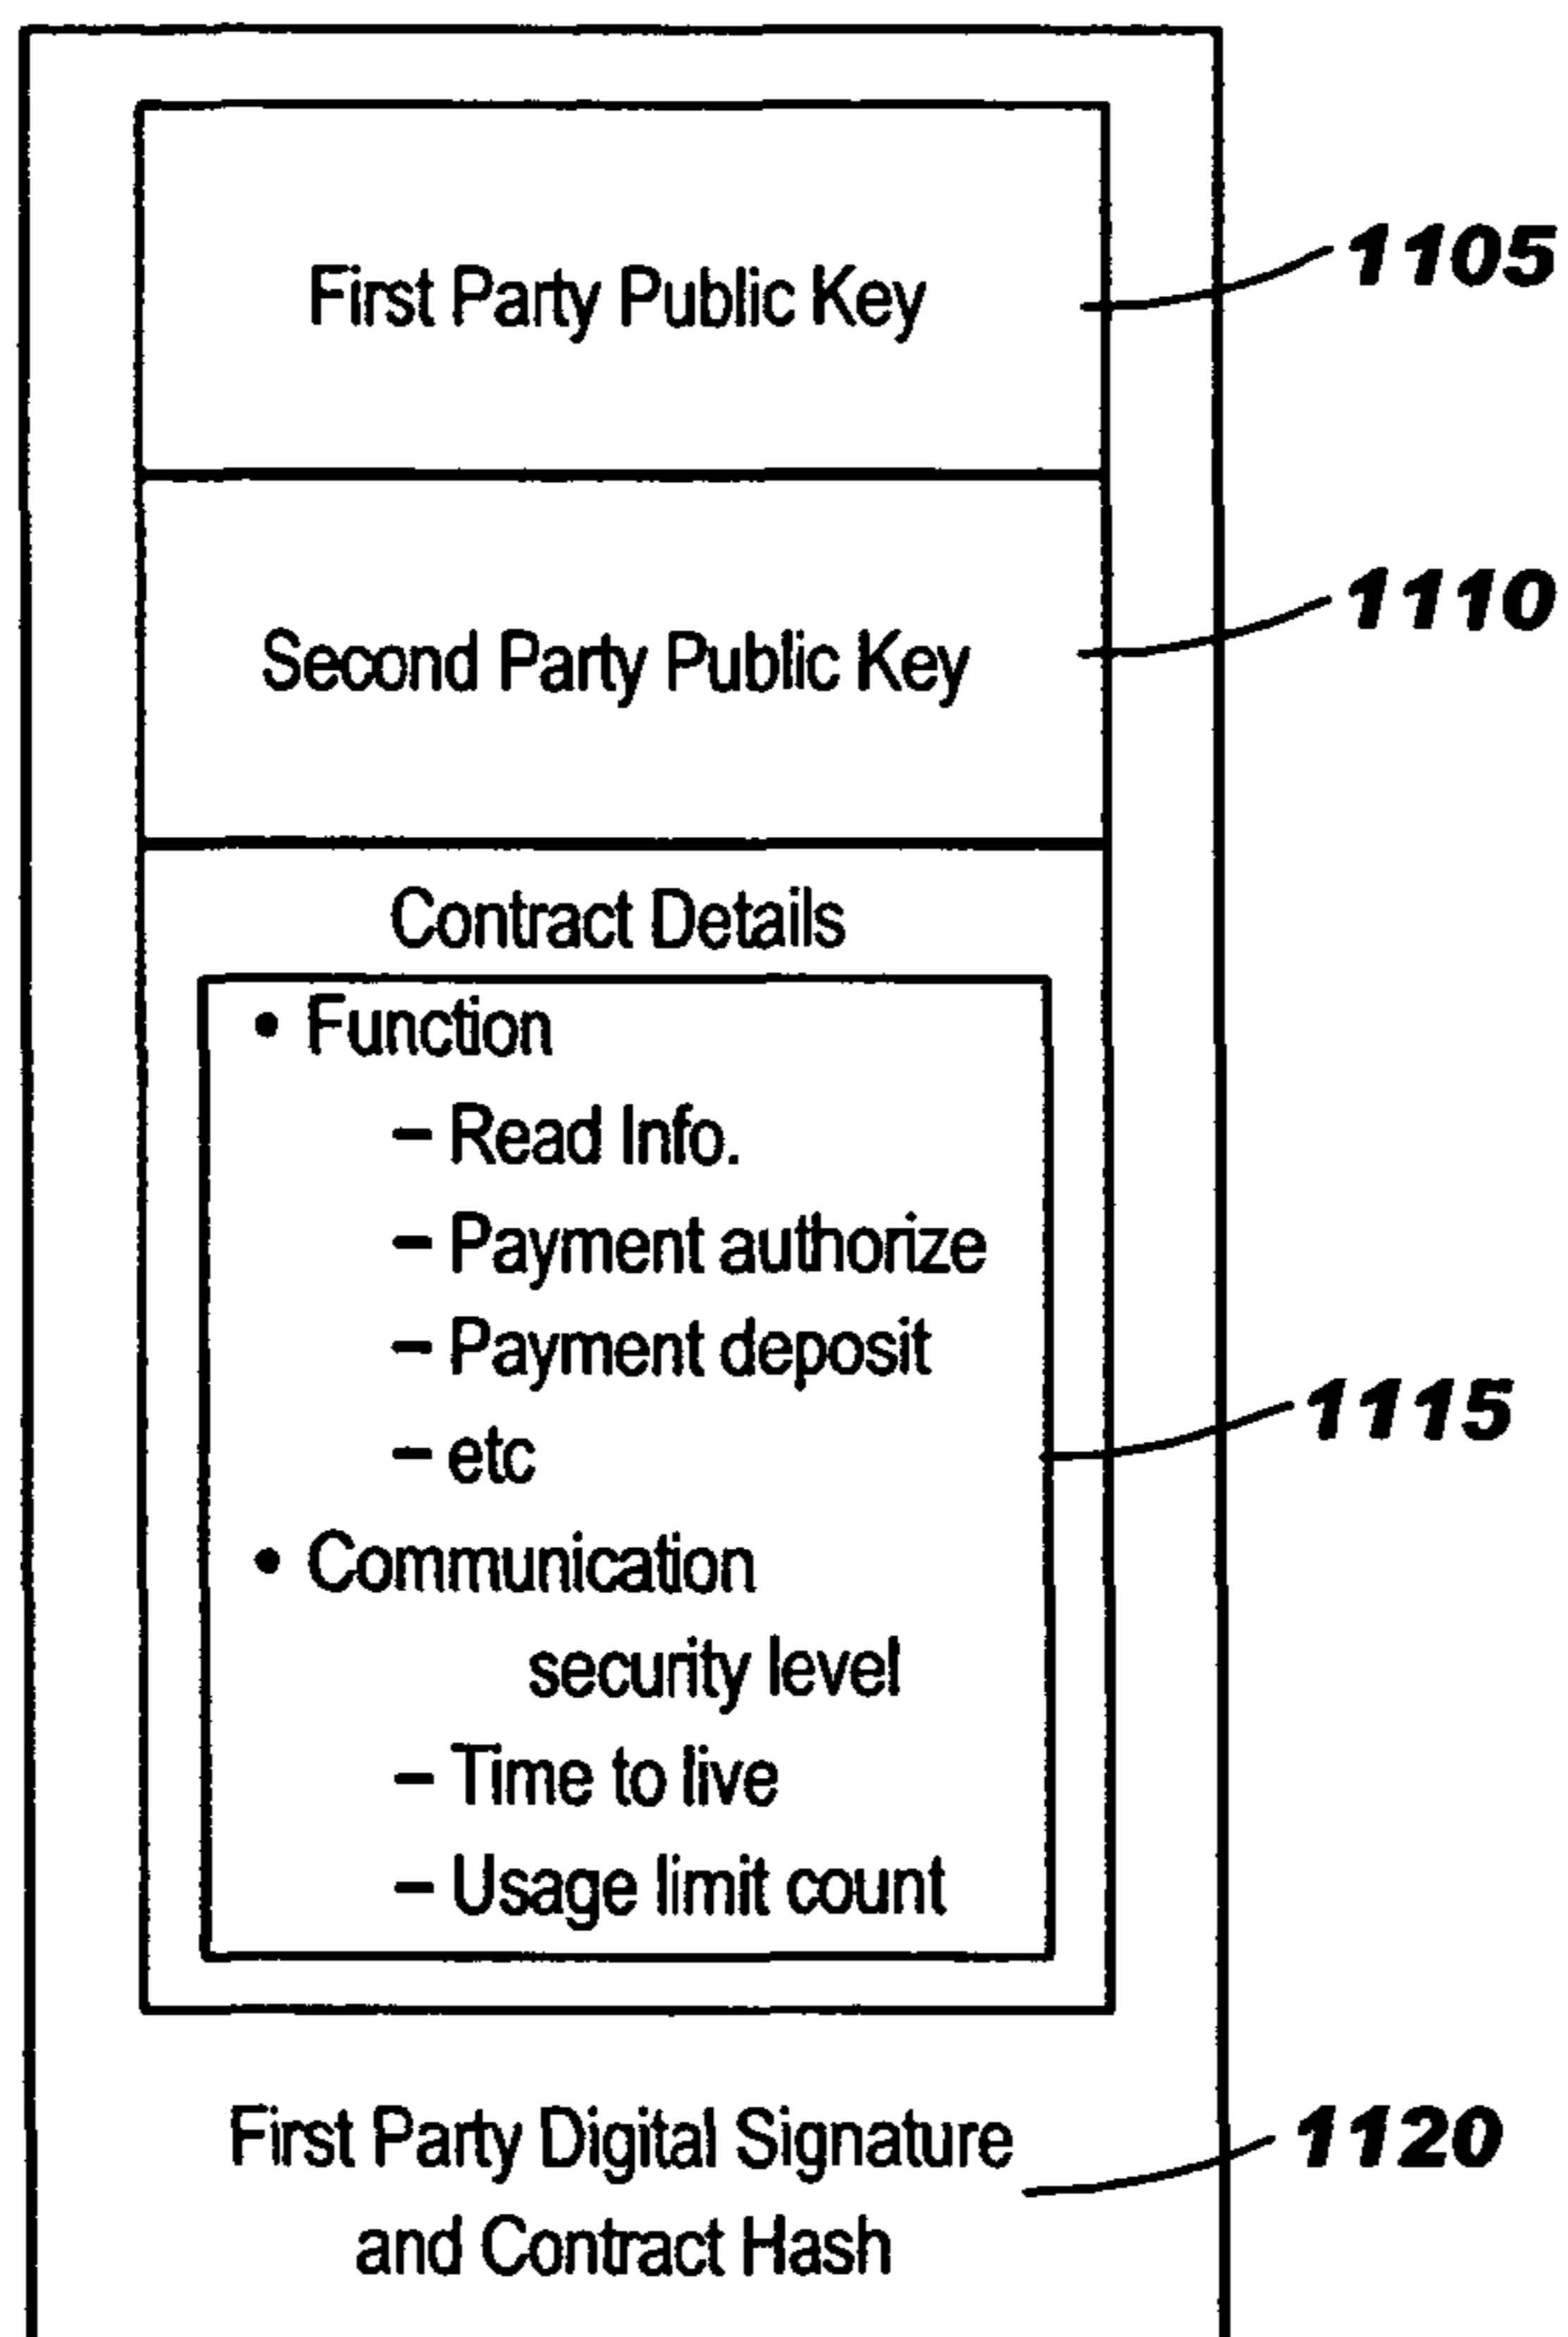 First Party Public Key
1105
Second Party Public Key
1110
Contract Details
• Function
– Read Info.
– Payment authorize
– Payment deposit
– etc
1115
• Communication
security level
– Time to live
– Usage limit count
First Party Digital Signature
1120
and Contract Hash